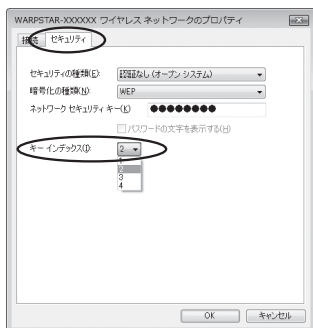 WARPSTAR-XXXXXX ワイヤレス ネットワークのプロパティ
接続 セキュリティ
セキュリティの種類(E): 認証なし (オープン システム)
暗号化の種類(N): WEP
ネットワーク セキュリティ キー(K) ●●●●●●●●
パスワードの文字を表示する(H)
キー インデックス(I): 2
1
2
3
4
OK キャンセル